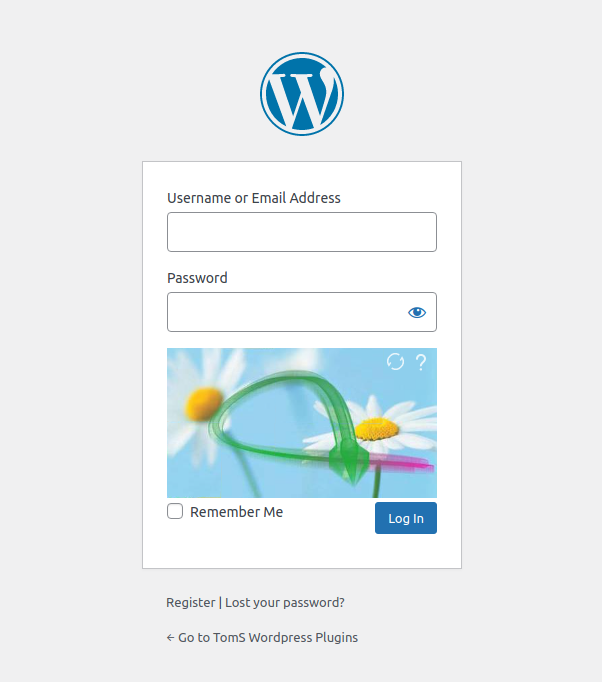 Username or Email Address
Password
?
Remember Me
Log In
Register | Lost your password?
← Go to TomS Wordpress Plugins